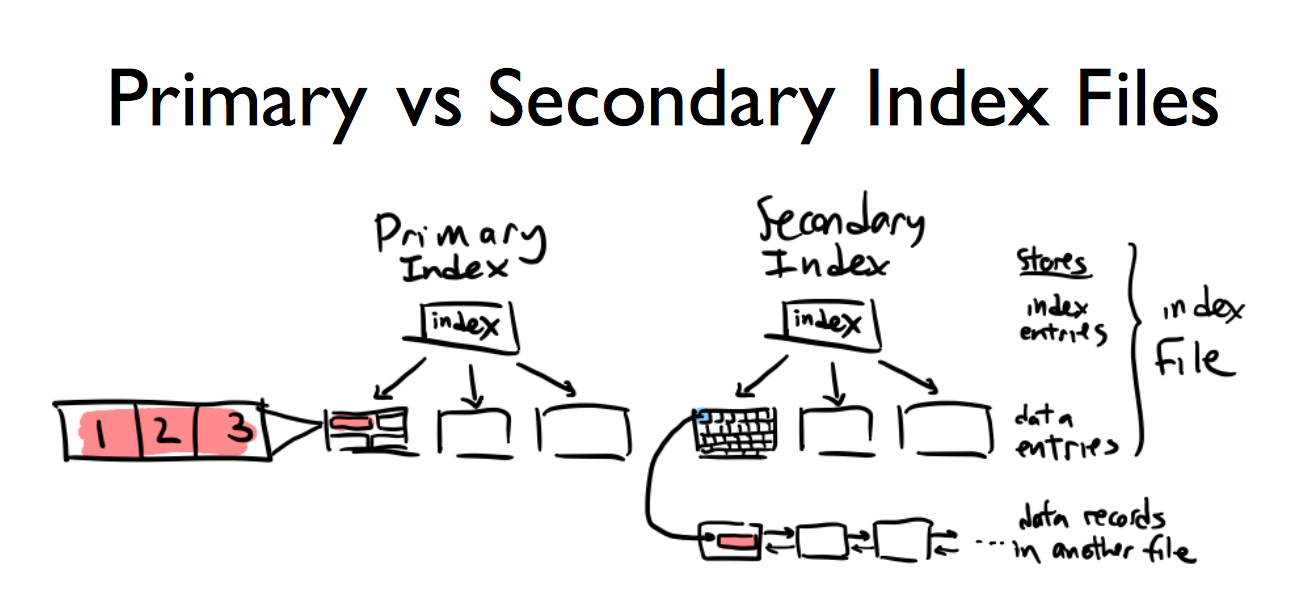 Primary vs Secondary Index Files
Primary
Index
index
1 2 3
Secondary
Index
index
Stores
index
entries
data
entries
index
File
.... data records
in another file